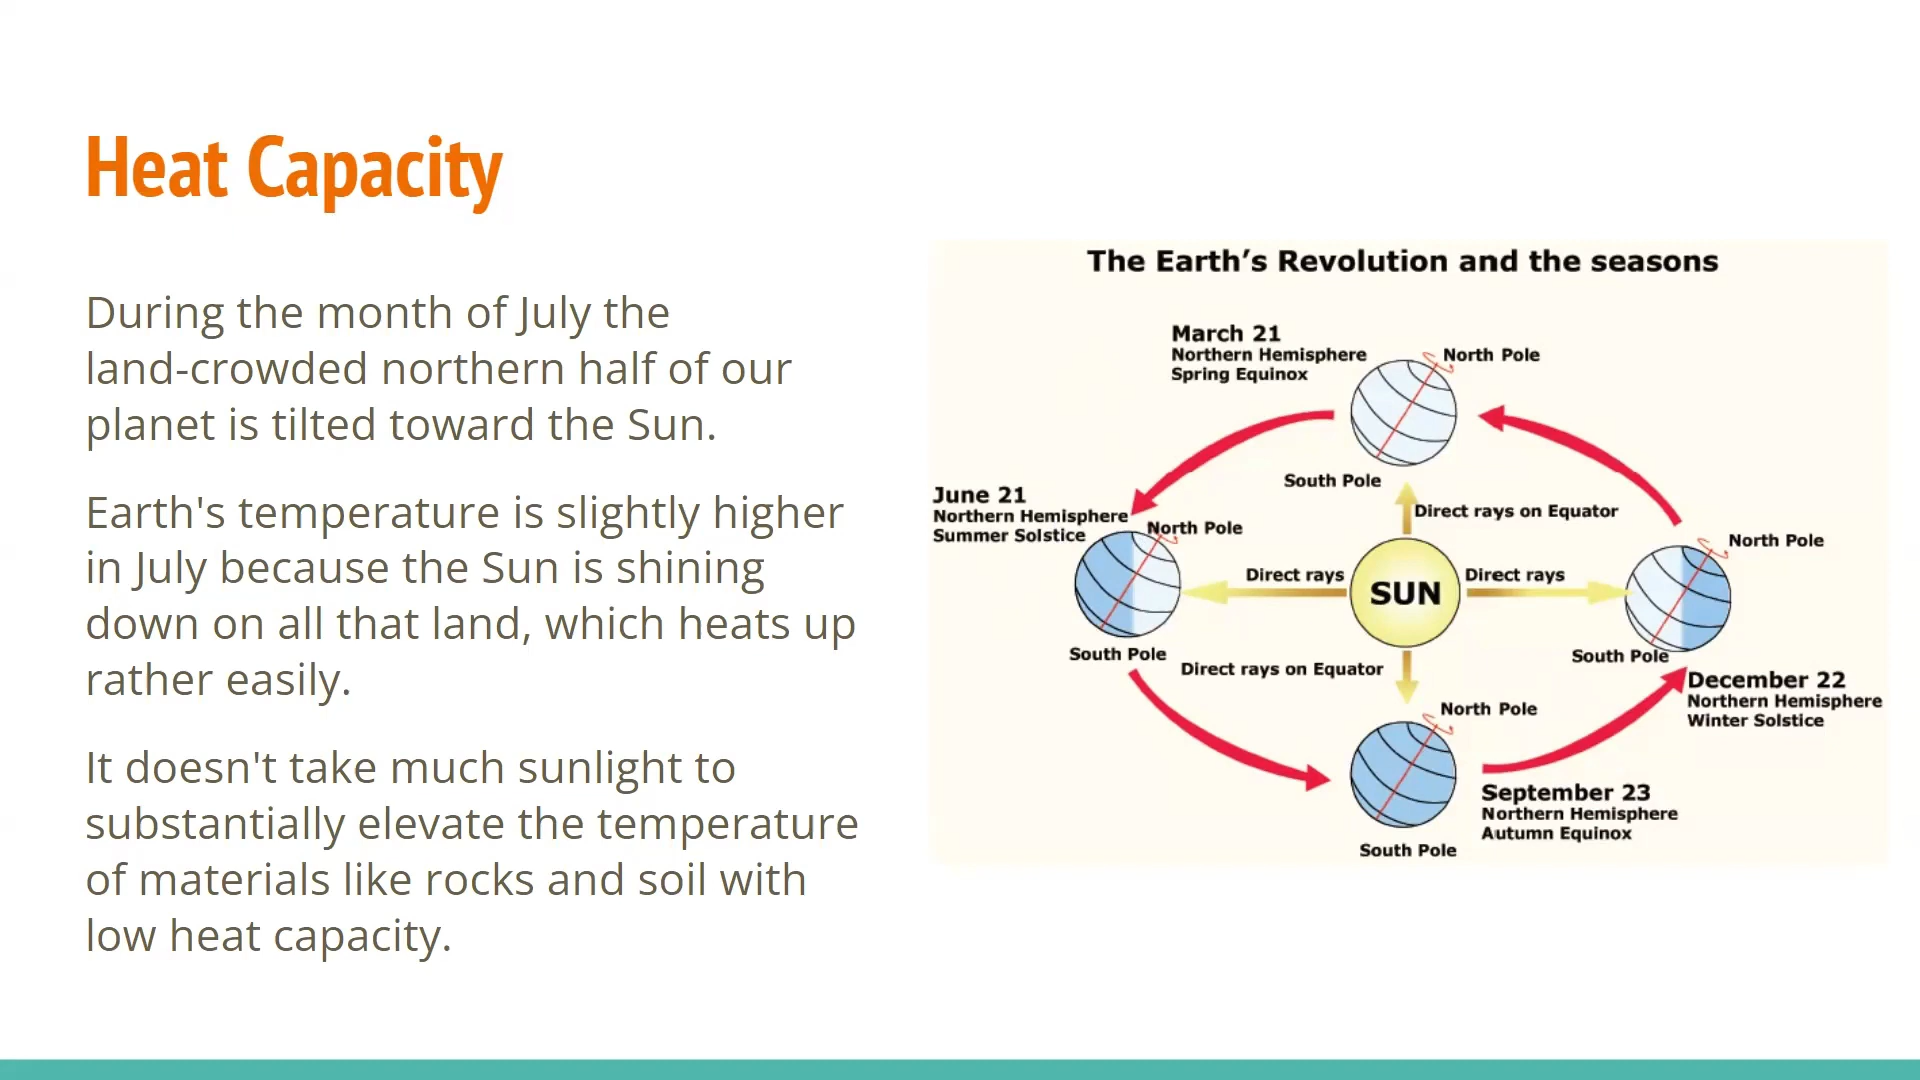 Heat Capacity
During the month of July the
land-crowded northern half of our
planet is tilted toward the Sun.
Earth's temperature is slightly higher
in July because the Sun is shining
down on all that land, which heats up
rather easily.
It doesn't take much sunlight to
substantially elevate the temperature
of materials like rocks and soil with
low heat capacity.
The Earth's Revolution and the seasons
March 21
Northern Hemisphere
Spring Equinox
North Pole
South Pole
Direct rays on Equator
June 21
Northern Hemisphere
Summer Solstice
North Pole
South Pole
Direct rays
SUN
Direct rays
North Pole
South Pole
December 22
Northern Hemisphere
Winter Solstice
Direct rays on Equator
North Pole
September 23
Northern Hemisphere
Autumn Equinox
South Pole